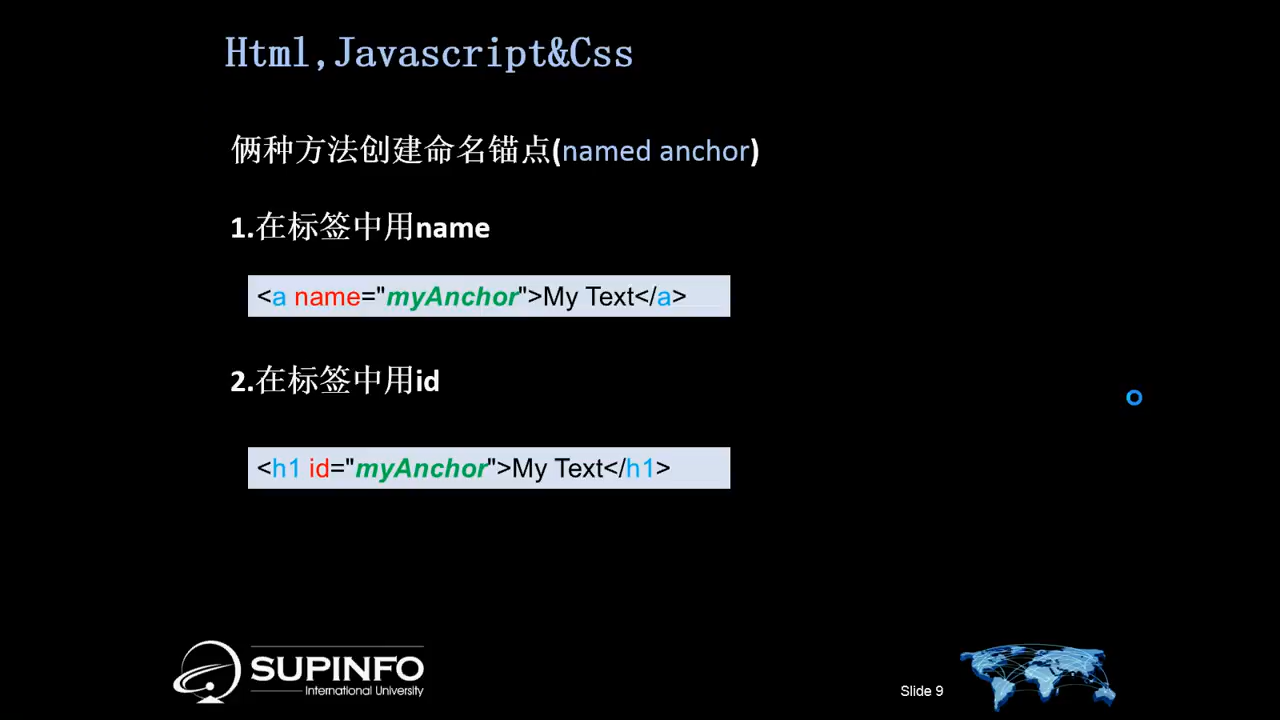 Html,Javascript&Css
俩种方法创建命名锚点(named anchor)
1.在标签中用name
<a name="myAnchor">My Text</a>
2.在标签中用id
<h1 id="myAnchor">My Text</h1>
SUPINFO
International University
Slide 9